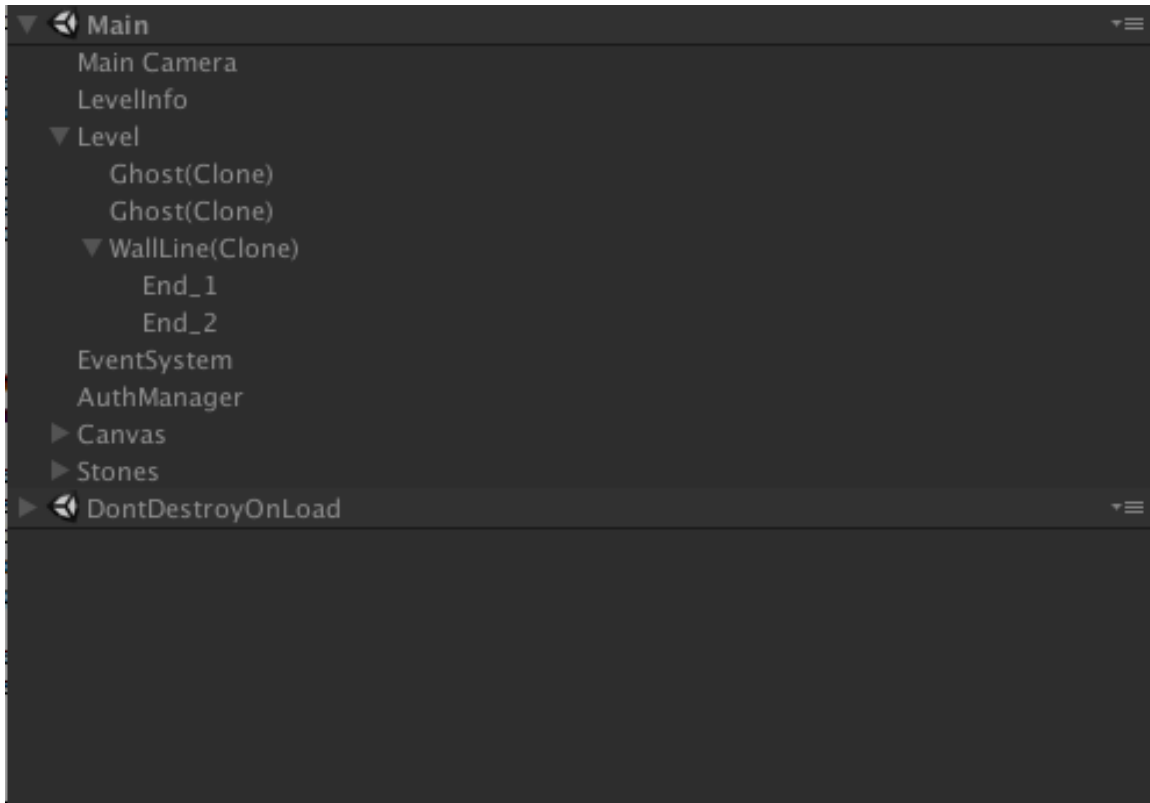 Main
Main Camera
LevelInfo
Level
Ghost(Clone)
Ghost(Clone)
WallLine(Clone)
End_1
End_2
EventSystem
AuthManager
Canvas
Stones
DontDestroyOnLoad